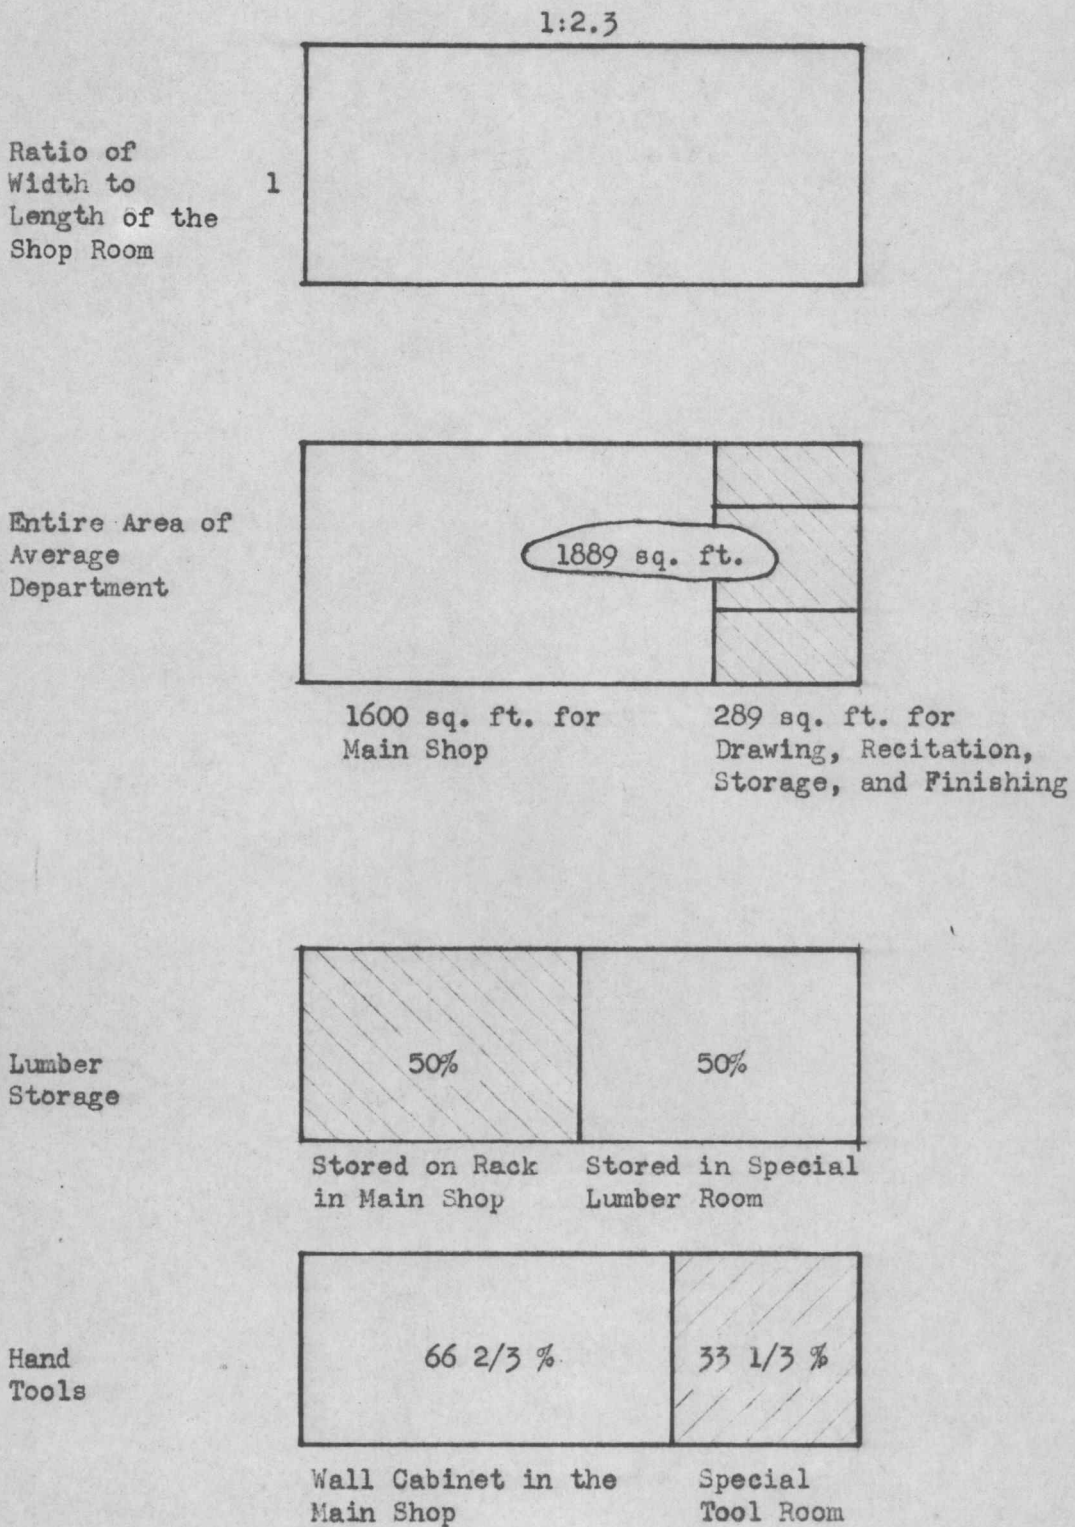 1:2.3
Ratio of
Width to
Length of the
Shop Room
1
Entire Area of
Average
Department
1889 sq. ft.
1600 sq. ft. for
Main Shop
289 sq. ft. for
Drawing, Recitation,
Storage, and Finishing
Lumber
Storage
50%
50%
Stored on Rack
in Main Shop
Stored in Special
Lumber Room
Hand
Tools
66 2/3 %
33 1/3 %
Wall Cabinet in the
Main Shop
Special
Tool Room